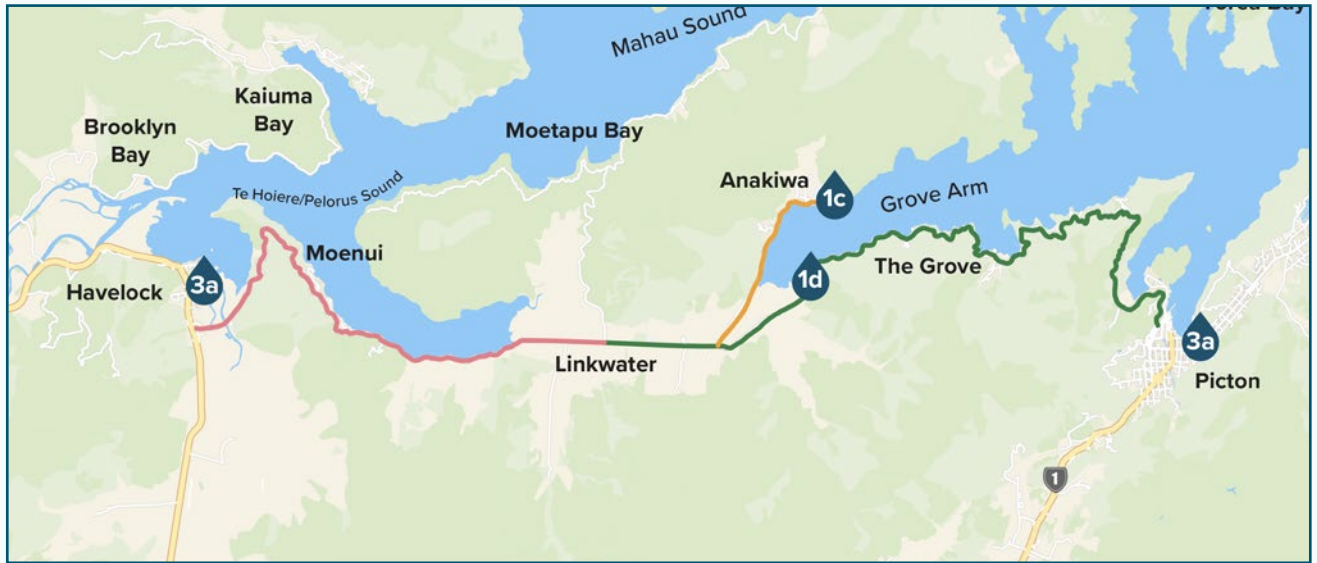 Mahau Sound
Kaiuma
Bay
Brooklyn
Bay
Moetapu Bay
Te Hoiere/Pelorus Sound
Anakiwa
1c
Grove Arm
Moenui
The Grove
1d
Havelock
3a
Linkwater
3a
Picton
1